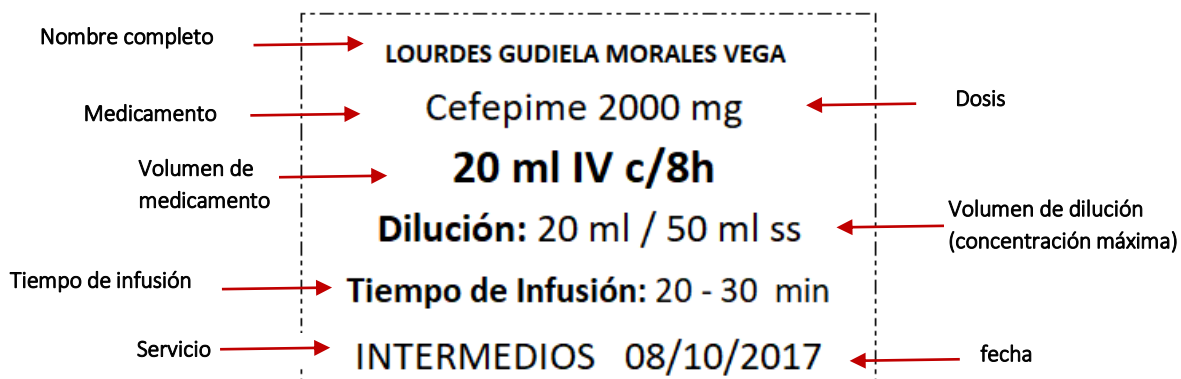 Nombre completo
LOURDES GUDIELA MORALES VEGA
Medicamento
Cefepime 2000 mg
Dosis
Volumen de
medicamento
20 ml IV c/8h
Dilución: 20 ml / 50 ml ss
Volumen de dilución
(concentración máxima)
Tiempo de infusión
Tiempo de Infusión: 20 - 30 min
Servicio
INTERMEDIOS 08/10/2017
fecha